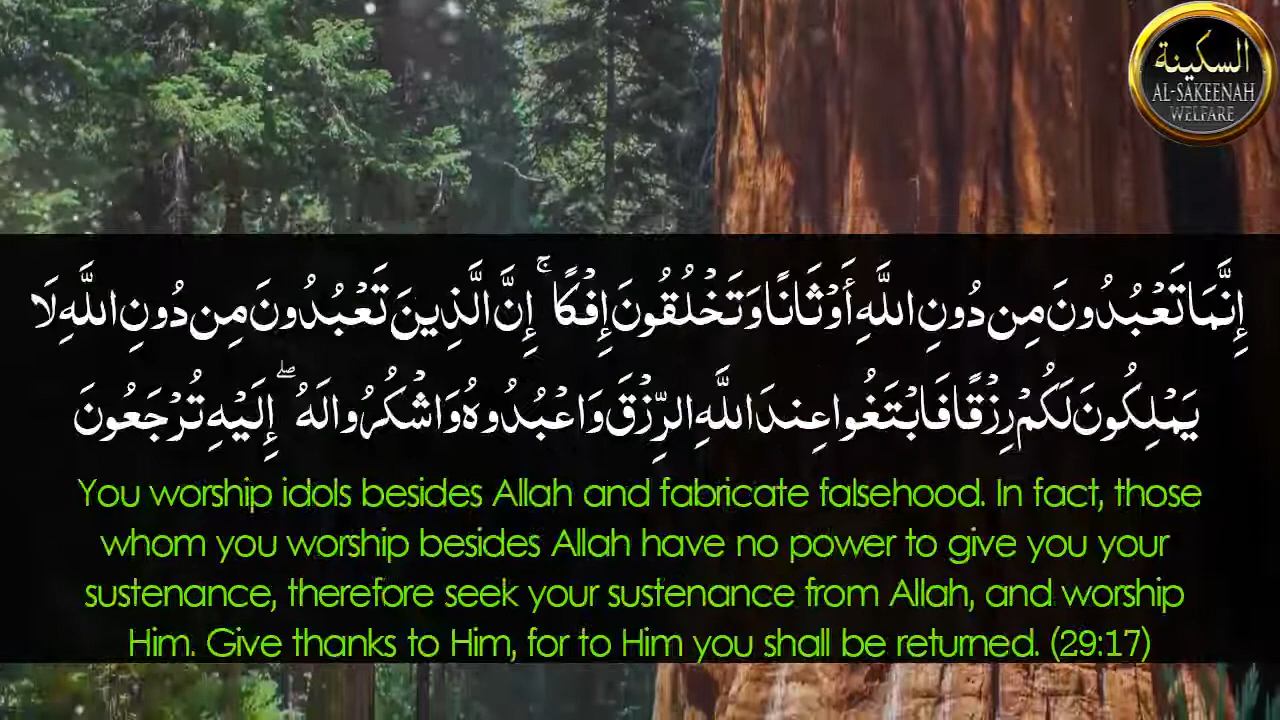 السكينة
AL-SAKEENAH
WELFARE
إِنَّمَا تَعْبُدُونَ مِن دُونِ اللَّهِ أَوْثَانًا وَتَخْلُقُونَ إِفْكًا ۚ إِنَّ الَّذِينَ تَعْبُدُونَ مِن دُونِ اللَّهِ لَا
يَمْلِكُونَ لَكُمْ رِزْقًا فَابْتَغُوا عِندَ اللَّهِ الرِّزْقَ وَاعْبُدُوهُ وَاشْكُرُوا لَهُ ۖ إِلَيْهِ تُرْجَعُونَ
You worship idols besides Allah and fabricate falsehood. In fact, those
whom you worship besides Allah have no power to give you your
sustenance, therefore seek your sustenance from Allah, and worship
Him. Give thanks to Him, for to Him you shall be returned. (29:17)